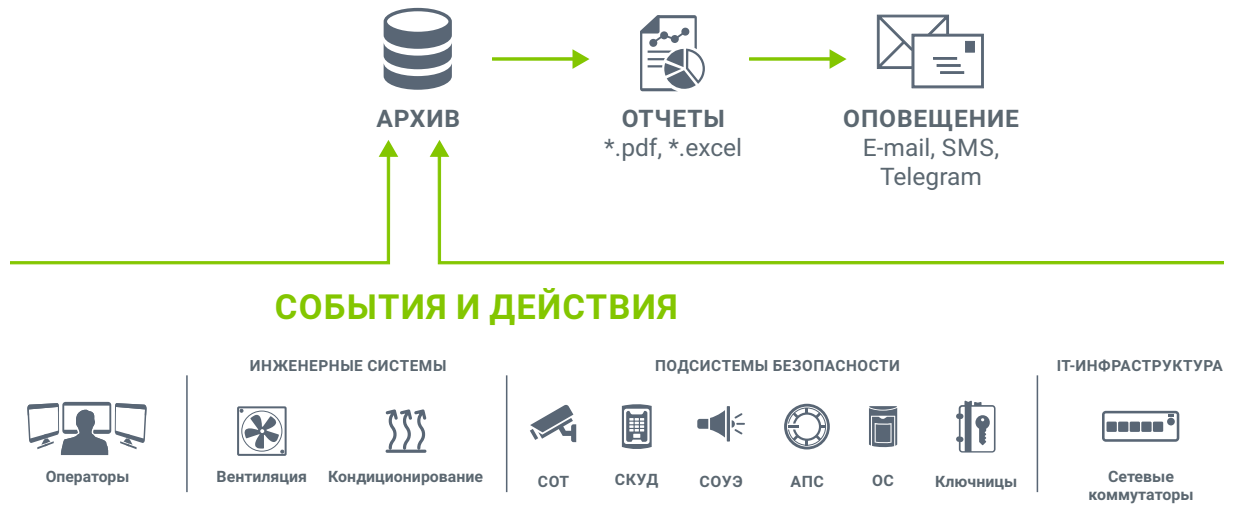 АРХИВ
ОТЧЕТЫ
*.pdf, *.excel
ОПОВЕЩЕНИЕ
E-mail, SMS,
Telegram
СОБЫТИЯ И ДЕЙСТВИЯ
Операторы
ИНЖЕНЕРНЫЕ СИСТЕМЫ
Вентиляция
Кондиционирование
ПОДСИСТЕМЫ БЕЗОПАСНОСТИ
СОТ
СКУД
СОУЭ
АПС
ОС
Ключницы
IT-ИНФРАСТРУКТУРА
Сетевые
коммутаторы